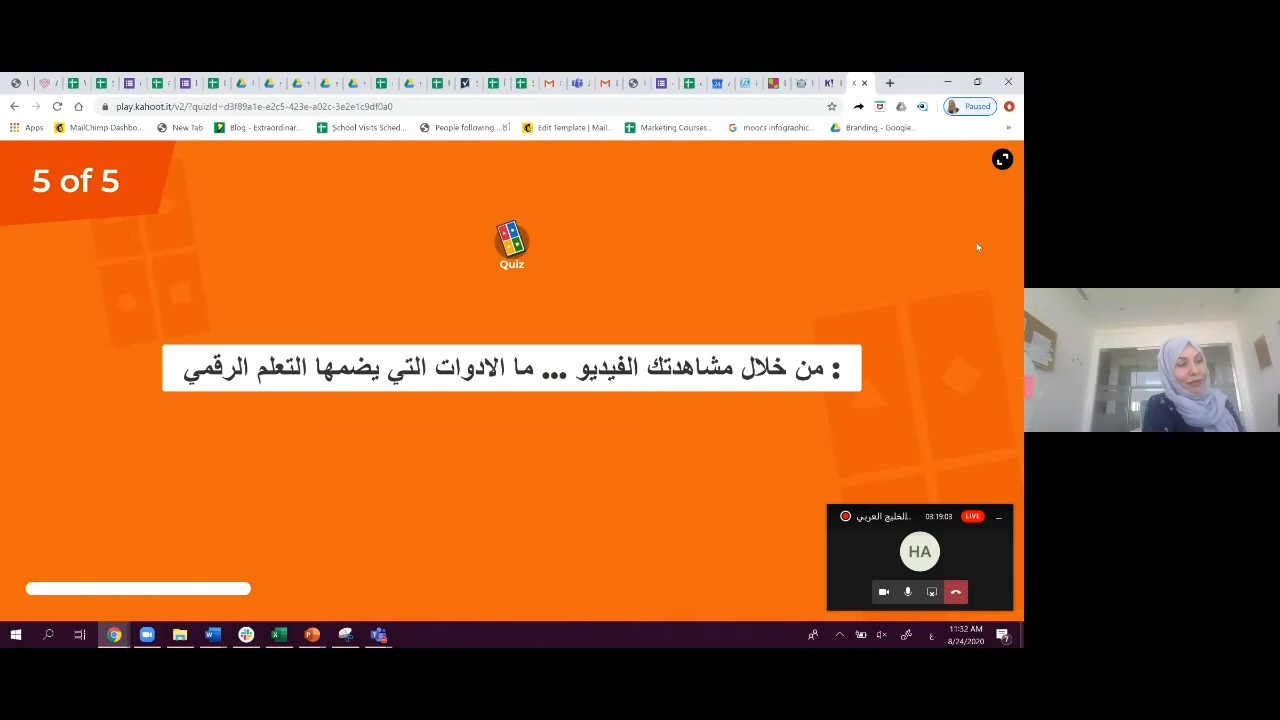 play.kahoot.it/v2/?quizId=d3f89a1e-e2c5-423e-a02c-3e2e1c9df0a0
Paused
Apps
MailChimp Dashbo...
New Tab
Blog - Extraordinar...
School Visits Sched...
People following ...
Edit Template | Mail...
Marketing Courses...
moocs infographic...
Branding - Google...
»
5 of 5
Quiz
: من خلال مشاهدتك الفيديو ... ما الادوات التي يضمها التعلم الرقمي
..الخليج العربي
03:19:03
LIVE
HA
ع
11:32 AM
8/24/2020